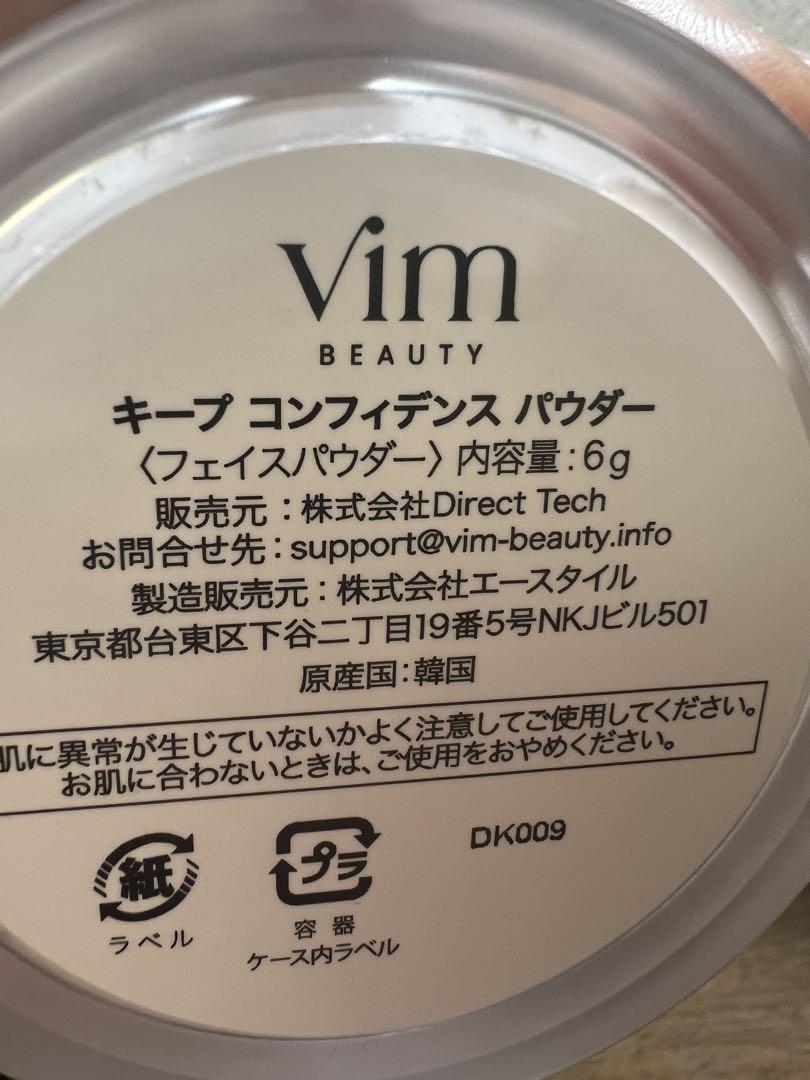 vim
BEAUTY
キープ コンフィデンス パウダー
〈フェイスパウダー〉 内容量:6g
販売元:株式会社Direct Tech
お問合せ先:support@vim-beauty.info
製造販売元:株式会社エースタイル
東京都台東区下谷二丁目19番5号NKJビル501
原産国:韓国
肌に異常が生じていないかよく注意してご使用してください。
お肌に合わないときは、ご使用をおやめください。
DK009
紙
プラ
ラベル
容器
ケース内ラベル